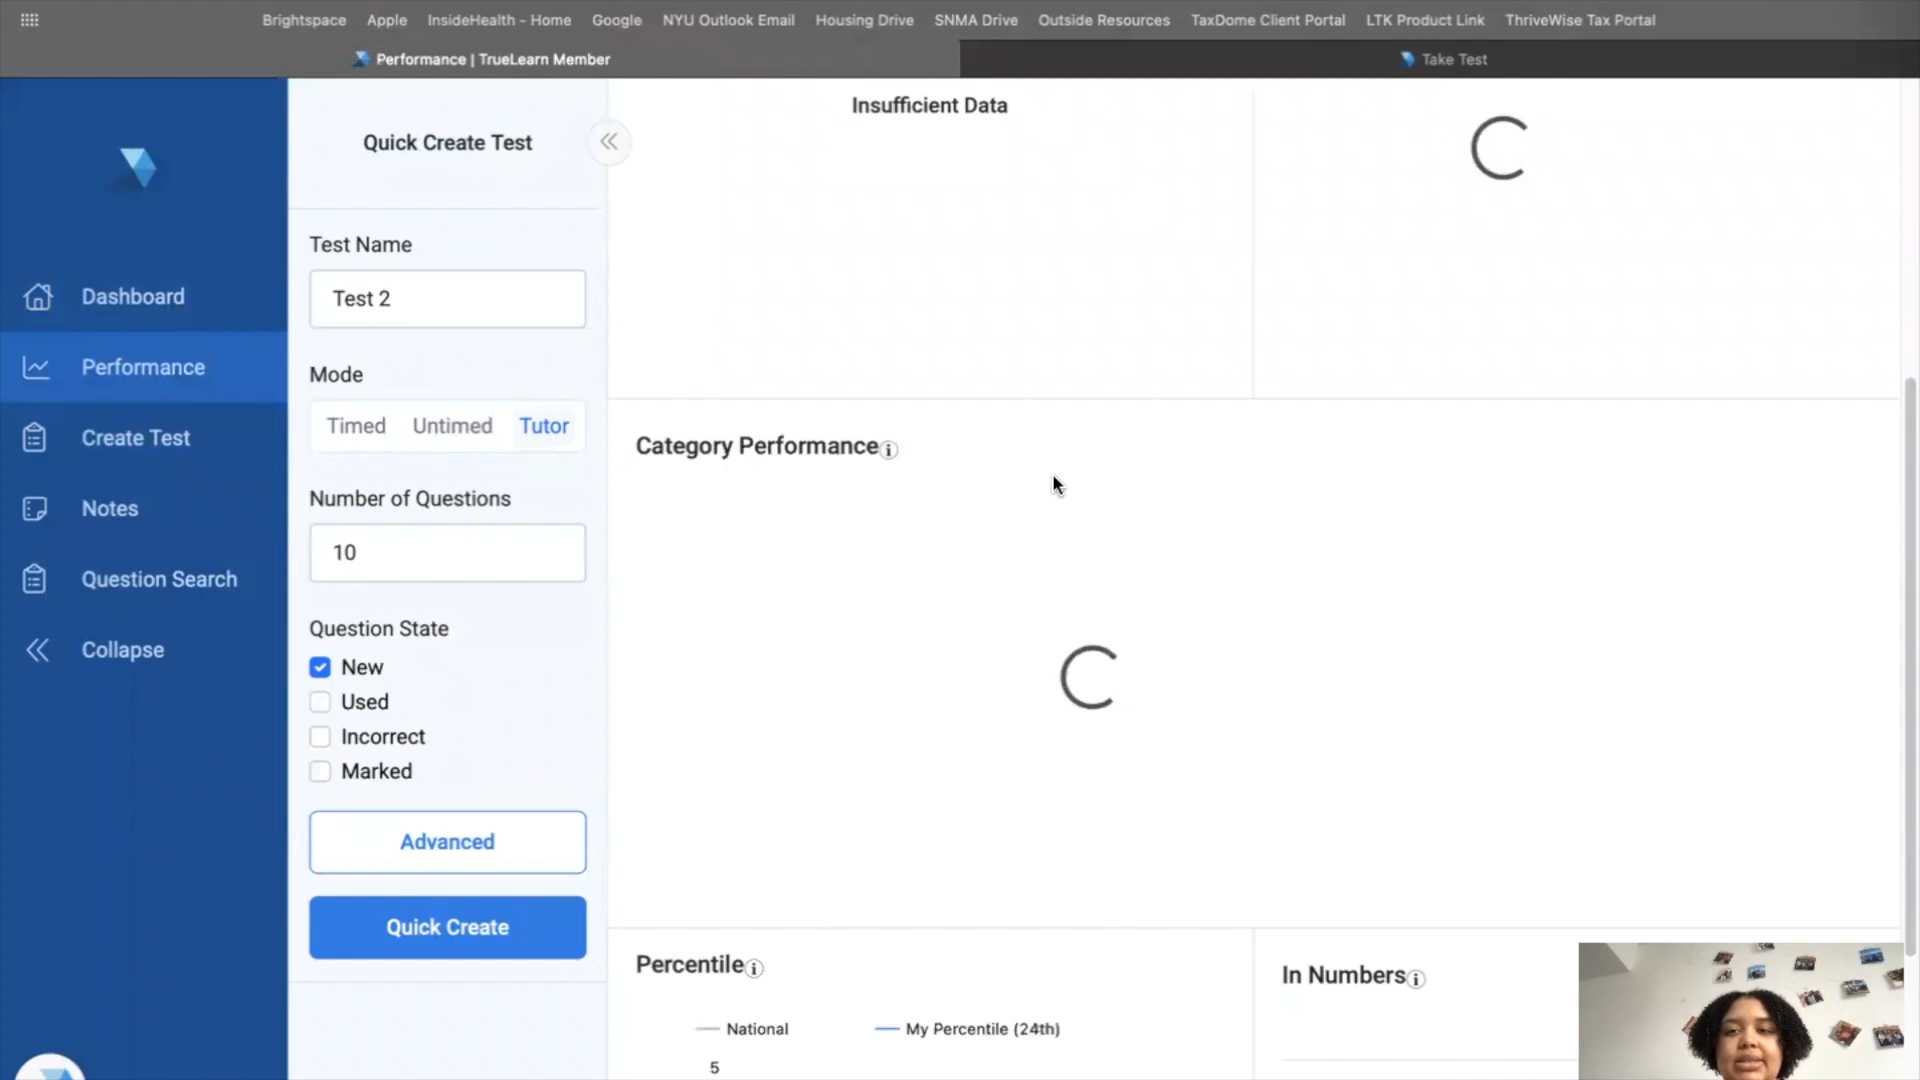 Brightspace Apple InsideHealth - Home Google NYU Outlook Email Housing Drive SNMA Drive Outside Resources TaxDome Client Portal LTK Product Link ThriveWise Tax Portal
Performance | TrueLearn Member
Take Test
Dashboard
Performance
Create Test
Notes
Question Search
Collapse
Quick Create Test
Test Name
Test 2
Mode
Timed Untimed Tutor
Number of Questions
10
Question State
New
Used
Incorrect
Marked
Advanced
Quick Create
Insufficient Data
Category Performance
Percentile
National My Percentile (24th)
5
In Numbers